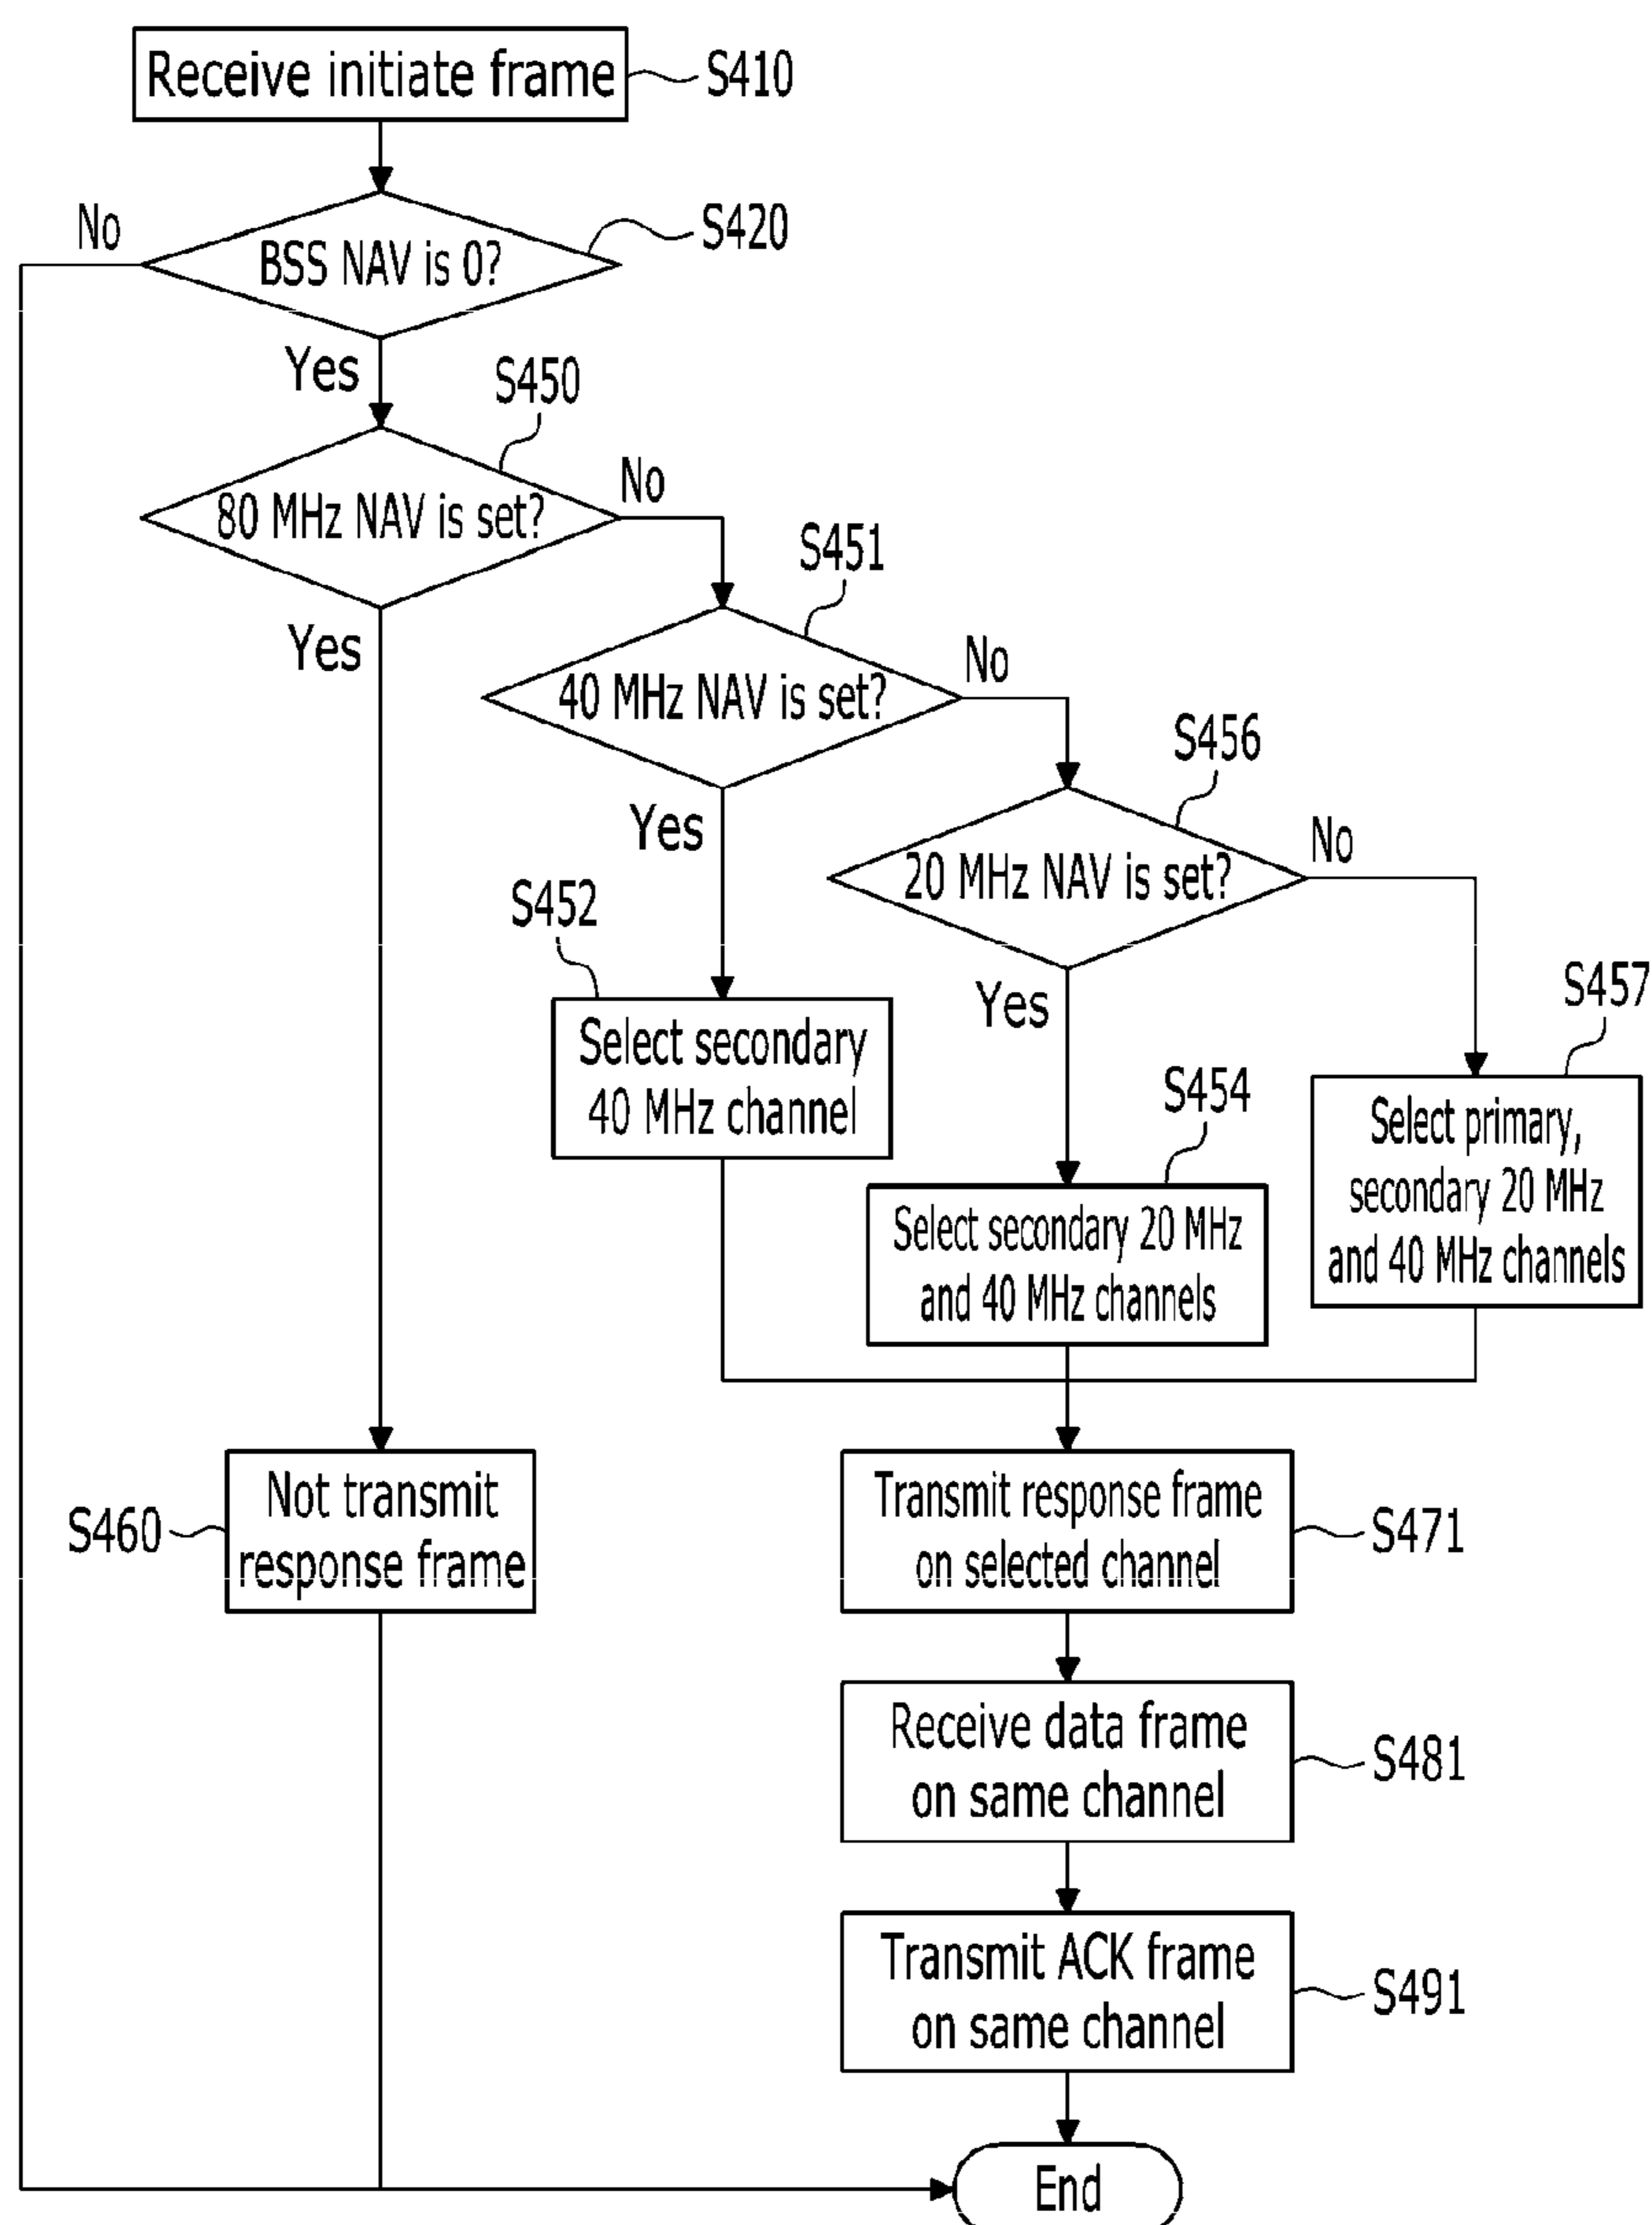 Receive initiate frame
S410
No
BSS NAV is 0?
S420
Yes
S450
80 MHz NAV is set?
No
Yes
S451
40 MHz NAV is set?
No
Yes
S456
20 MHz NAV is set?
No
Yes
S452
Select secondary
40 MHz channel
S454
Select secondary 20 MHz
and 40 MHz channels
S457
Select primary,
secondary 20 MHz
and 40 MHz channels
S460
Not transmit
response frame
Transmit response frame
on selected channel
S471
Receive data frame
on same channel
S481
Transmit ACK frame
on same channel
S491
End